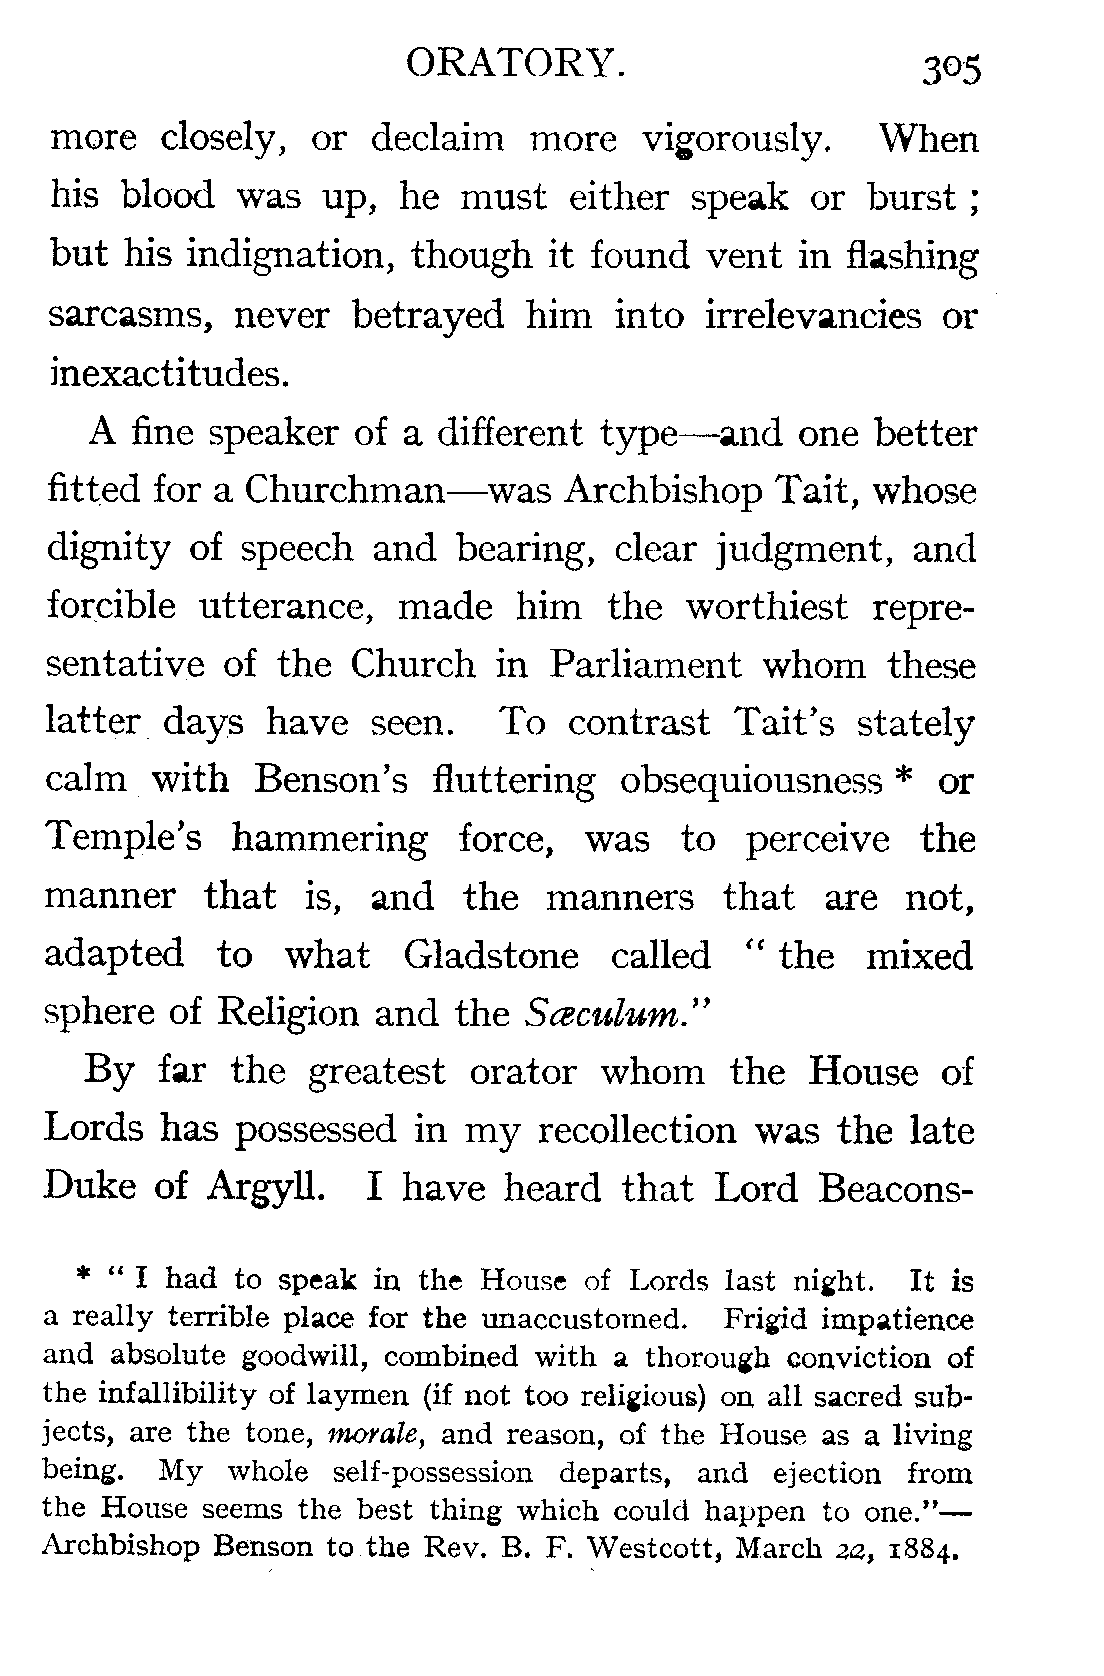 ORATORY. 305
more closely, or declaim more vigorously. When
his blood was up, he must either speak or burst ;
but his indignation, though it found vent in flashing
sarcasms, never betrayed him into irrelevancies or
inexactitudes.
A fine speaker of a different type—and one better
fitted for a Churchman—was Archbishop Tait, whose
dignity of speech and bearing, clear judgment, and
forcible utterance, made him the worthiest repre-
sentative of the Church in Parliament whom these
latter days have seen. To contrast Tait's stately
calm with Benson's fluttering obsequiousness * or
Temple's hammering force, was to perceive the
manner that is, and the manners that are not,
adapted to what Gladstone called " the mixed
sphere of Religion and the Sæculum."
By far the greatest orator whom the House of
Lords has possessed in my recollection was the late
Duke of Argyll. I have heard that Lord Beacons-
* " I had to speak in the House of Lords last night. It is
a really terrible place for the unaccustomed. Frigid impatience
and absolute goodwill, combined with a thorough conviction of
the infallibility of laymen (if not too religious) on all sacred sub-
jects, are the tone, morale, and reason, of the House as a living
being. My whole self-possession departs, and ejection from
the House seems the best thing which could happen to one."—
Archbishop Benson to the Rev. B. F. Westcott, March 22, 1884.